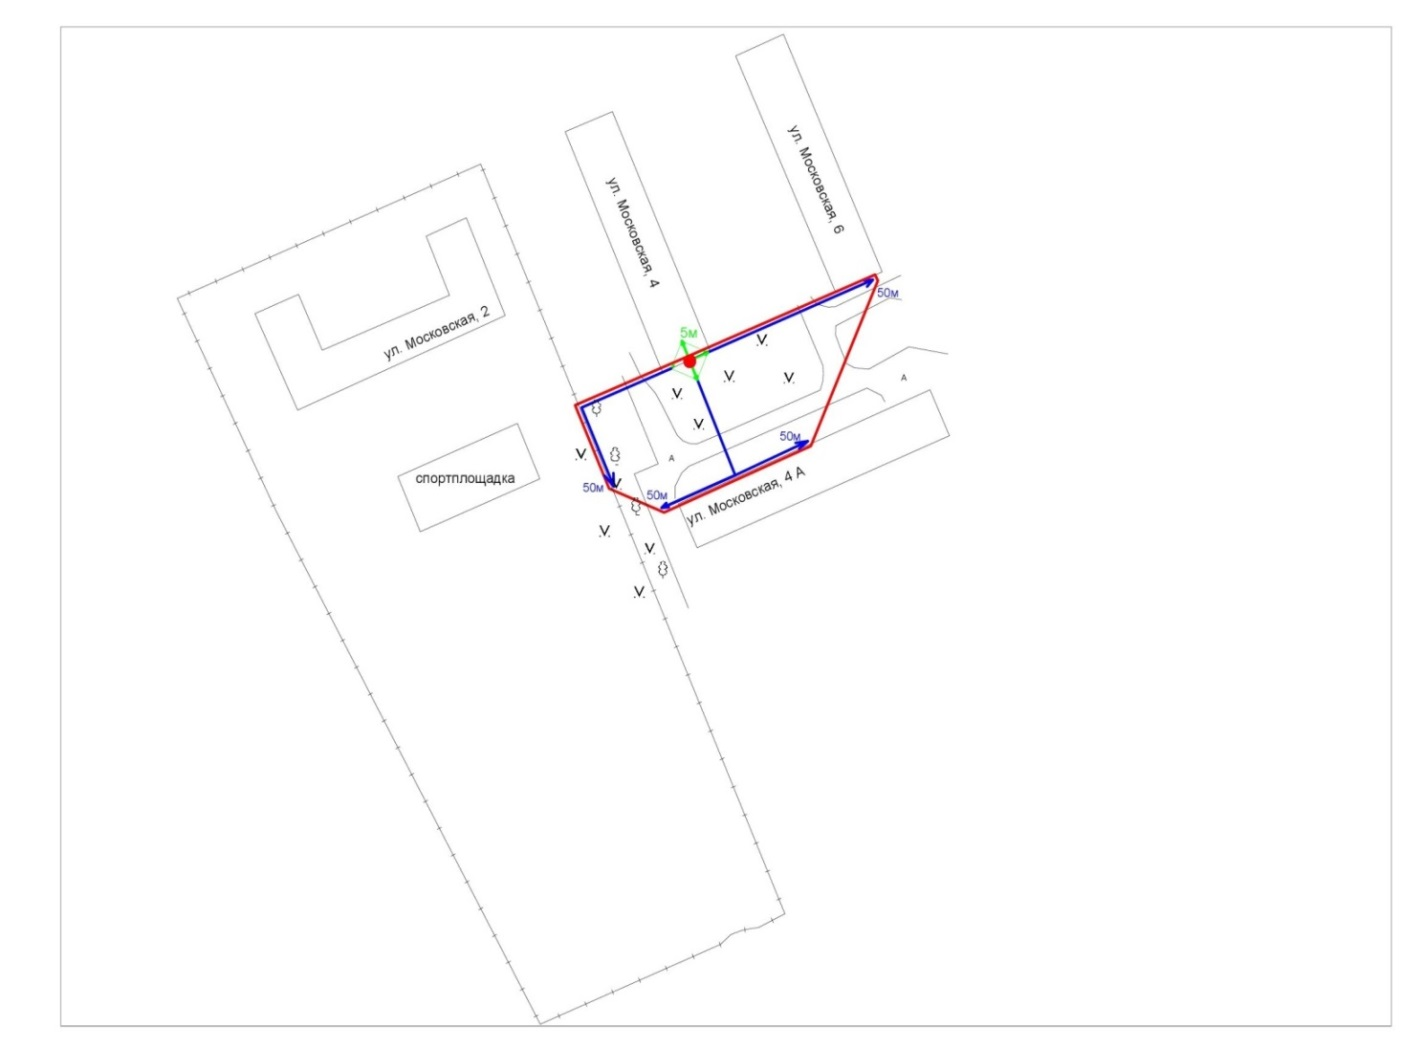 ул. Московская, 6
ул. Московская, 4
ул. Московская, 2
50м
5м
А
50м
А
спортплощадка
50м
50м
ул. Московская, 4 А